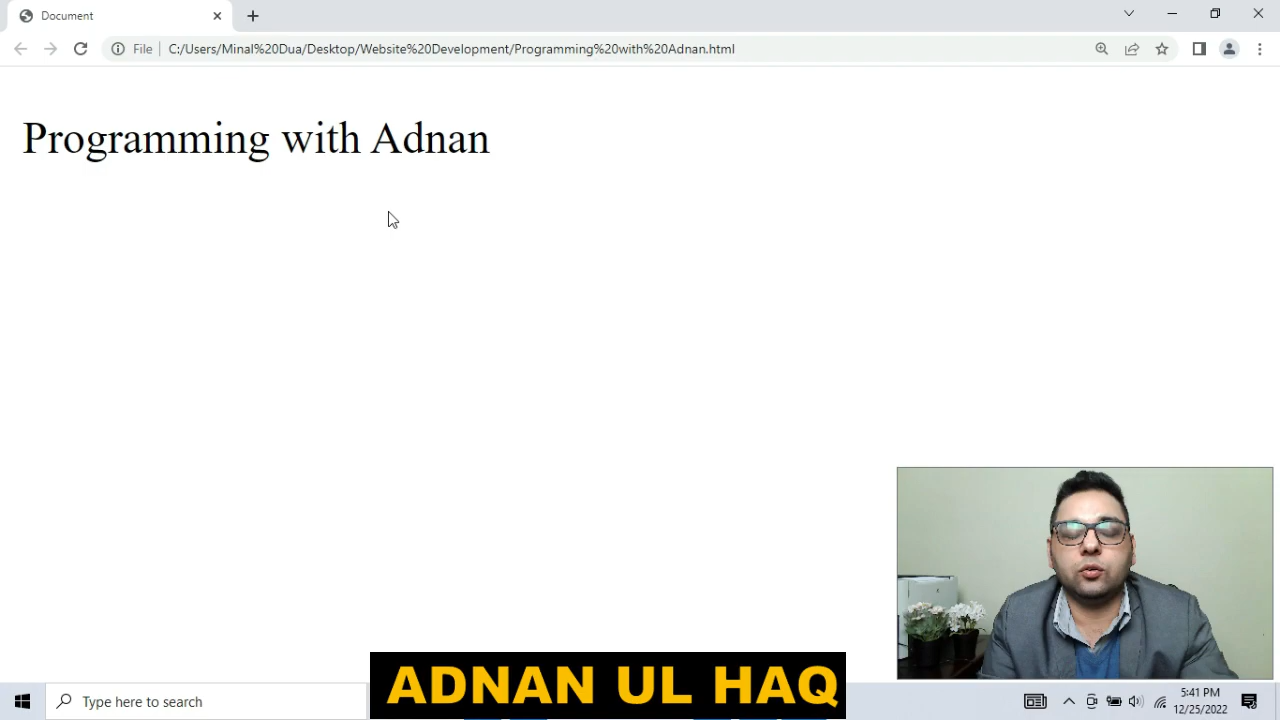 Document
File
C:/Users/Minal%20Dua/Desktop/Website%20Development/Programming%20with%20Adnan.html
Programming with Adnan
ADNAN UL HAQ
Type here to search
5:41 PM
12/25/2022